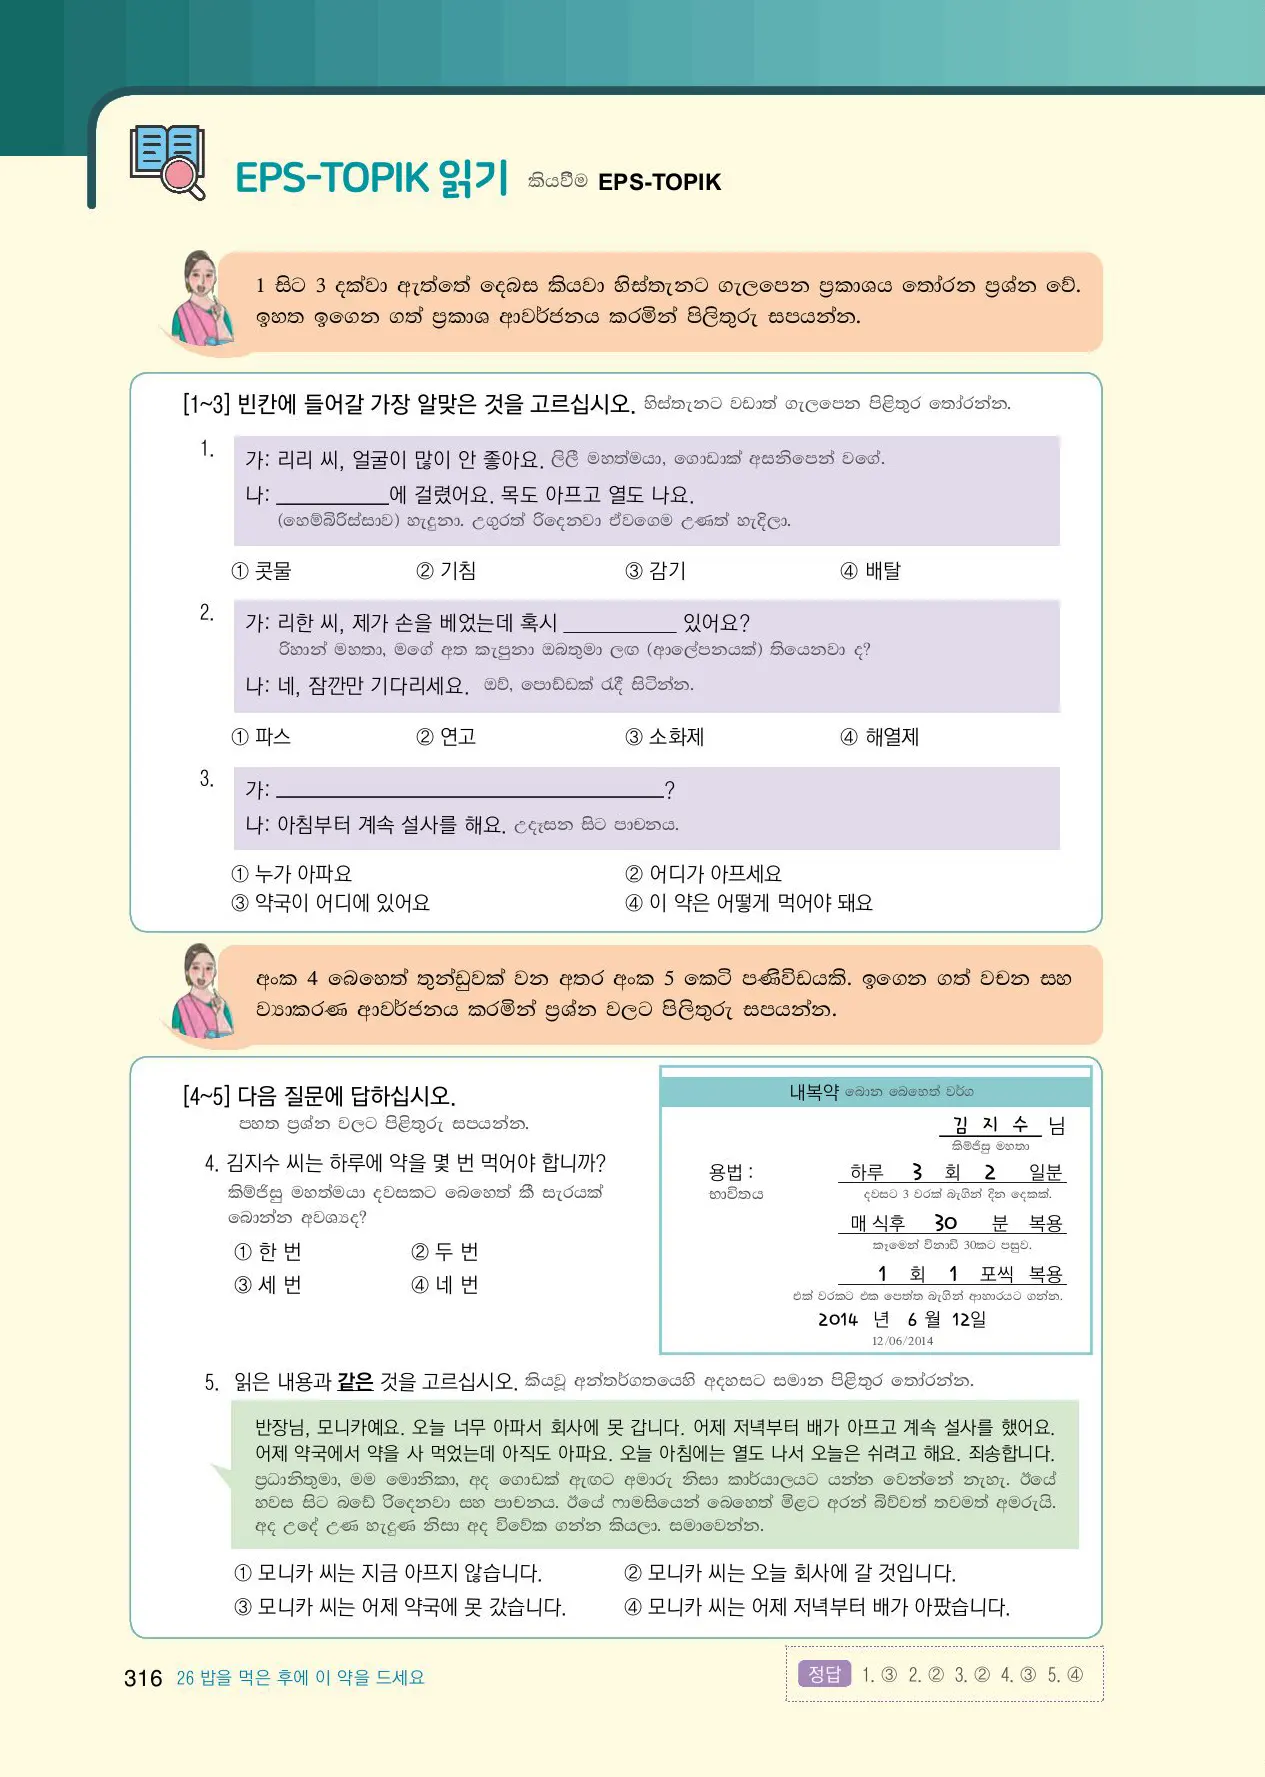 EPS-TOPIK 읽기 කියවීම EPS-TOPIK
1 සිට 3 දක්වා ඇත්තේ දෙබස කියවා හිස්තැනට ගැලපෙන ප්‍රකාශය තෝරන ප්‍රශ්න වේ.
ඉහත ඉගෙන ගත් ප්‍රකාශ ආවර්ජනය කරමින් පිලිතුරු සපයන්න.
[1~3] 빈칸에 들어갈 가장 알맞은 것을 고르십시오. හිස්තැනට වඩාත් ගැලපෙන පිළිතුර තෝරන්න.
1.
가: 리리 씨, 얼굴이 많이 안 좋아요. ලිලී මහත්මයා, ගොඩාක් අසනිපෙන් වගේ.
나: __________에 걸렸어요. 목도 아프고 열도 나요.
(හෙම්බිරිස්සාව) හැදුනා. උගුරත් රිදෙනවා ඒවගෙම උණත් හැදිලා.
① 콧물 ② 기침 ③ 감기 ④ 배탈
2.
가: 리한 씨, 제가 손을 베었는데 혹시 __________ 있어요?
රිහාන් මහතා, මගේ අත කැපුනා ඔබතුමා ලඟ (ආලේපනයක්) තියෙනවා ද?
나: 네, 잠깐만 기다리세요. ඔව්, පොඩ්ඩක් රැදී සිටින්න.
① 파스 ② 연고 ③ 소화제 ④ 해열제
3.
가: ______________________________?
나: 아침부터 계속 설사를 해요. උදෑසන සිට පාචනය.
① 누가 아파요 ② 어디가 아프세요
③ 약국이 어디에 있어요 ④ 이 약은 어떻게 먹어야 돼요
අංක 4 බෙහෙත් තුන්ඩුවක් වන අතර අංක 5 කෙටි පණිවිඩයකි. ඉගෙන ගත් වචන සහ
ව්‍යාකරණ ආවර්ජනය කරමින් ප්‍රශ්න වලට පිලිතුරු සපයන්න.
[4~5] 다음 질문에 답하십시오.
පහත ප්‍රශ්න වලට පිළිතුරු සපයන්න.
4. 김지수 씨는 하루에 약을 몇 번 먹어야 합니까?
කිම්ජිසු මහත්මයා දවසකට බෙහෙත් කී සැරයක්
බොන්න අවශ්‍යද?
① 한 번 ② 두 번
③ 세 번 ④ 네 번
내복약 බොන බෙහෙත් වර්ග
김 지 수 님
කිම්ජිසු මහතා
용법 : 하루 3 회 2 일분
භාවිතය දවසට 3 වරක් බැගින් දින දෙකක්.
매 식후 30 분 복용
කෑමෙන් විනාඩි 30කට පසුව.
1 회 1 포씩 복용
එක් වරකට එක පෙත්ත බැගින් ආහාරයට ගන්න.
2014 년 6 월 12일
12/06/2014
5. 읽은 내용과 같은 것을 고르십시오. කියවූ අන්තර්ගතයෙහි අදහසට සමාන පිළිතුර තෝරන්න.
반장님, 모니카예요. 오늘 너무 아파서 회사에 못 갑니다. 어제 저녁부터 배가 아프고 계속 설사를 했어요.
어제 약국에서 약을 사 먹었는데 아직도 아파요. 오늘 아침에는 열도 나서 오늘은 쉬려고 해요. 죄송합니다.
ප්‍රධානිතුමා, මම මොනිකා, අද ගොඩක් ඇඟට අමාරු නිසා කාර්යාලයට යන්න වෙන්නේ නැහැ. ඊයේ
හවස සිට බඩේ රිදෙනවා සහ පාචනය. ඊයේ ෆාමසියෙන් බෙහෙත් මිළට අරන් බිව්වත් තවමත් අමරුයි.
අද උදේ උණ හැදුණ නිසා අද විවේක ගන්න කියලා. සමාවෙන්න.
① 모니카 씨는 지금 아프지 않습니다. ② 모니카 씨는 오늘 회사에 갈 것입니다.
③ 모니카 씨는 어제 약국에 못 갔습니다. ④ 모니카 씨는 어제 저녁부터 배가 아팠습니다.
316 26 밥을 먹은 후에 이 약을 드세요
정답 1. ③ 2. ② 3. ② 4. ③ 5. ④